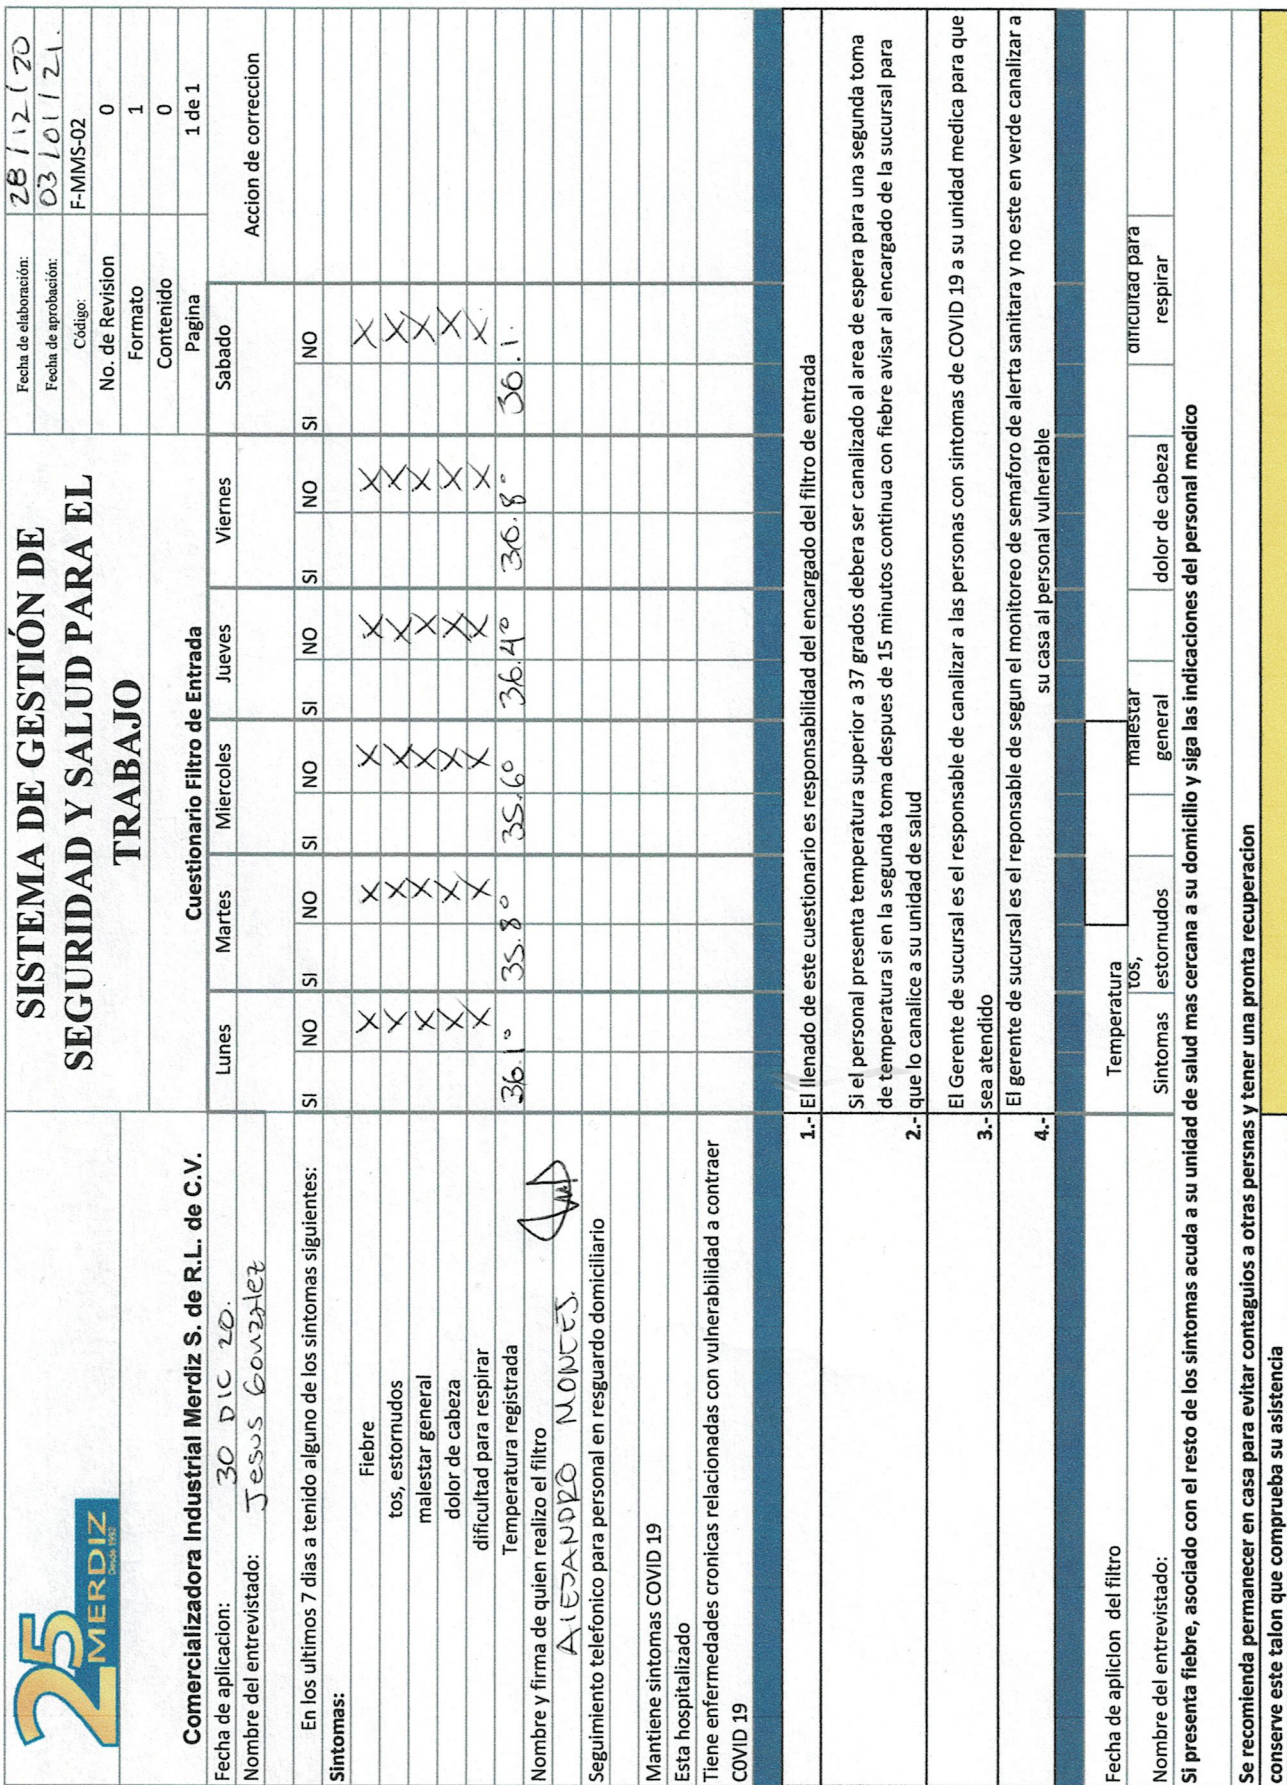 25
MERDIZ
Desde 1992
SISTEMA DE GESTIÓN DE
SEGURIDAD Y SALUD PARA EL
TRABAJO
Fecha de elaboración: 28/12/20
Fecha de aprobación: 03/01/21.
Código: F-MMS-02
No. de Revision 0
Formato 1
Contenido 0
Pagina 1 de 1
Comercializadora Industrial Merdiz S. de R.L. de C.V.
Cuestionario Filtro de Entrada
Fecha de aplicacion: 30 DIC 20.
Nombre del entrevistado: Jesus Gonzalez
Lunes Martes Miercoles Jueves Viernes Sabado
Accion de correccion
En los ultimos 7 dias a tenido alguno de los sintomas siguientes:
SI NO SI NO SI NO SI NO SI NO SI NO
Sintomas:
Fiebre X X X X X X
tos, estornudos X X X X X X
malestar general X X X X X X
dolor de cabeza X X X X X X
dificultad para respirar X X X X X X
Temperatura registrada 36.1° 35.8° 35.6° 36.4° 36.8° 36.1.
Nombre y firma de quien realizo el filtro
AlEJANDRO MONTES.
Seguimiento telefonico para personal en resguardo domiciliario
Mantiene sintomas COVID 19
Esta hospitalizado
Tiene enfermedades cronicas relacionadas con vulnerabilidad a contraer
COVID 19
1.- El llenado de este cuestionario es responsabilidad del encargado del filtro de entrada
Si el personal presenta temperatura superior a 37 grados debera ser canalizado al area de espera para una segunda toma
de temperatura si en la segunda toma despues de 15 minutos continua con fiebre avisar al encargado de la sucursal para
2.- que lo canalice a su unidad de salud
El Gerente de sucursal es el responsable de canalizar a las personas con sintomas de COVID 19 a su unidad medica para que
3.- sea atendido
El gerente de sucursal es el reponsable de segun el monitoreo de semaforo de alerta sanitara y no este en verde canalizar a
4.- su casa al personal vulnerable
Fecha de aplicion del filtro
Temperatura
Nombre del entrevistado:
Sintomas
tos,
estornudos
malestar
general
dolor de cabeza
dificultad para
respirar
Si presenta fiebre, asociado con el resto de los sintomas acuda a su unidad de salud mas cercana a su domicilio y siga las indicaciones del personal medico
Se recomienda permanecer en casa para evitar contaguios a otras persnas y tener una pronta recuperacion
conserve este talon que comprueba su asistencia